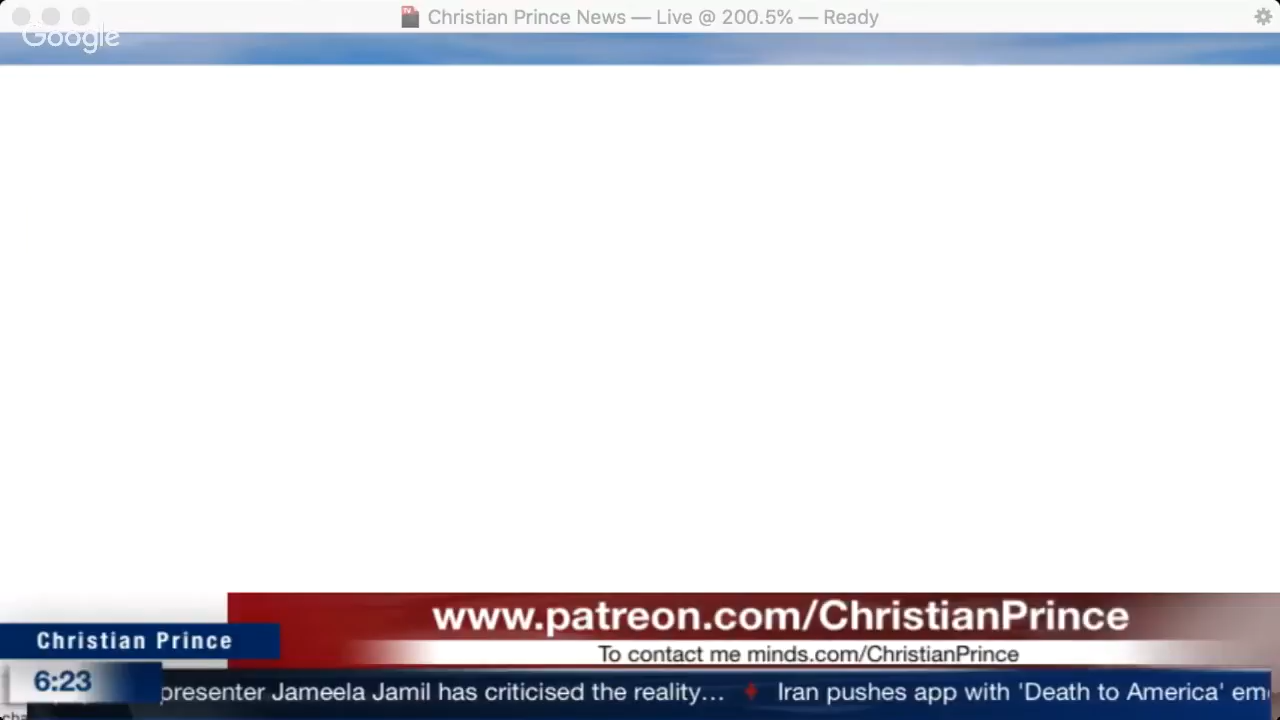 Christian Prince News — Live @ 200.5% — Ready
Google
www.patreon.com/ChristianPrince
Christian Prince
To contact me minds.com/ChristianPrince
6:23
presenter Jameela Jamil has criticised the reality... ♦ Iran pushes app with 'Death to America'